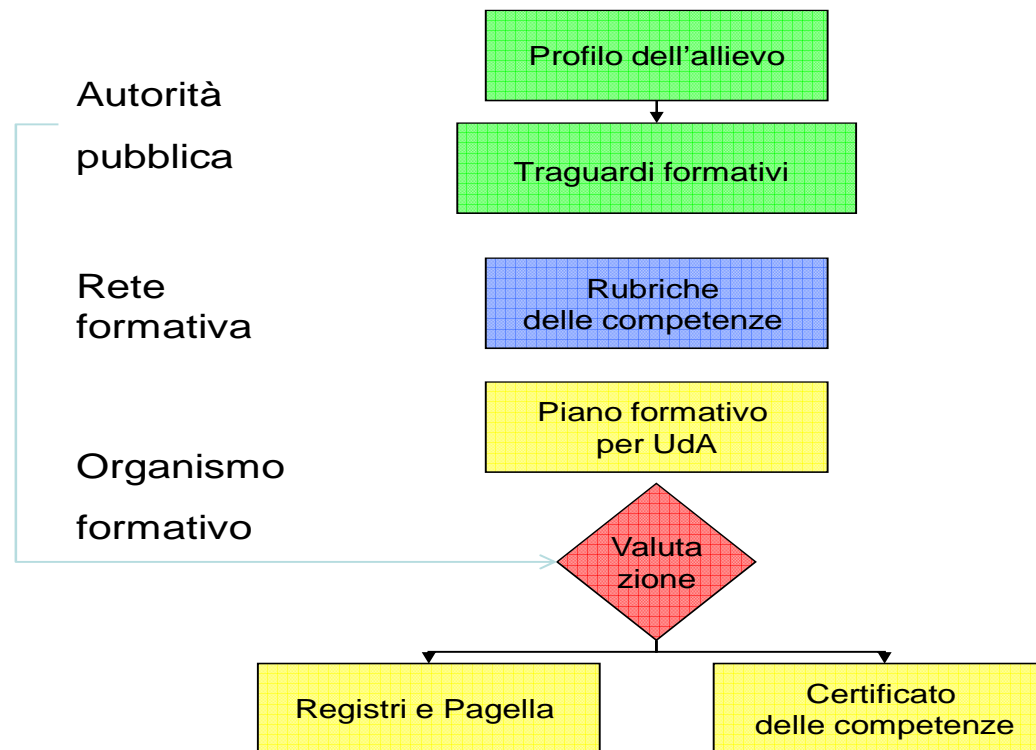 Profilo dell'allievo
Autorità
pubblica
Traguardi formativi
Rete
formativa
Rubriche
delle competenze
Piano formativo
per UdA
Organismo
formativo
Valuta
zione
Registri e Pagella
Certificato
delle competenze